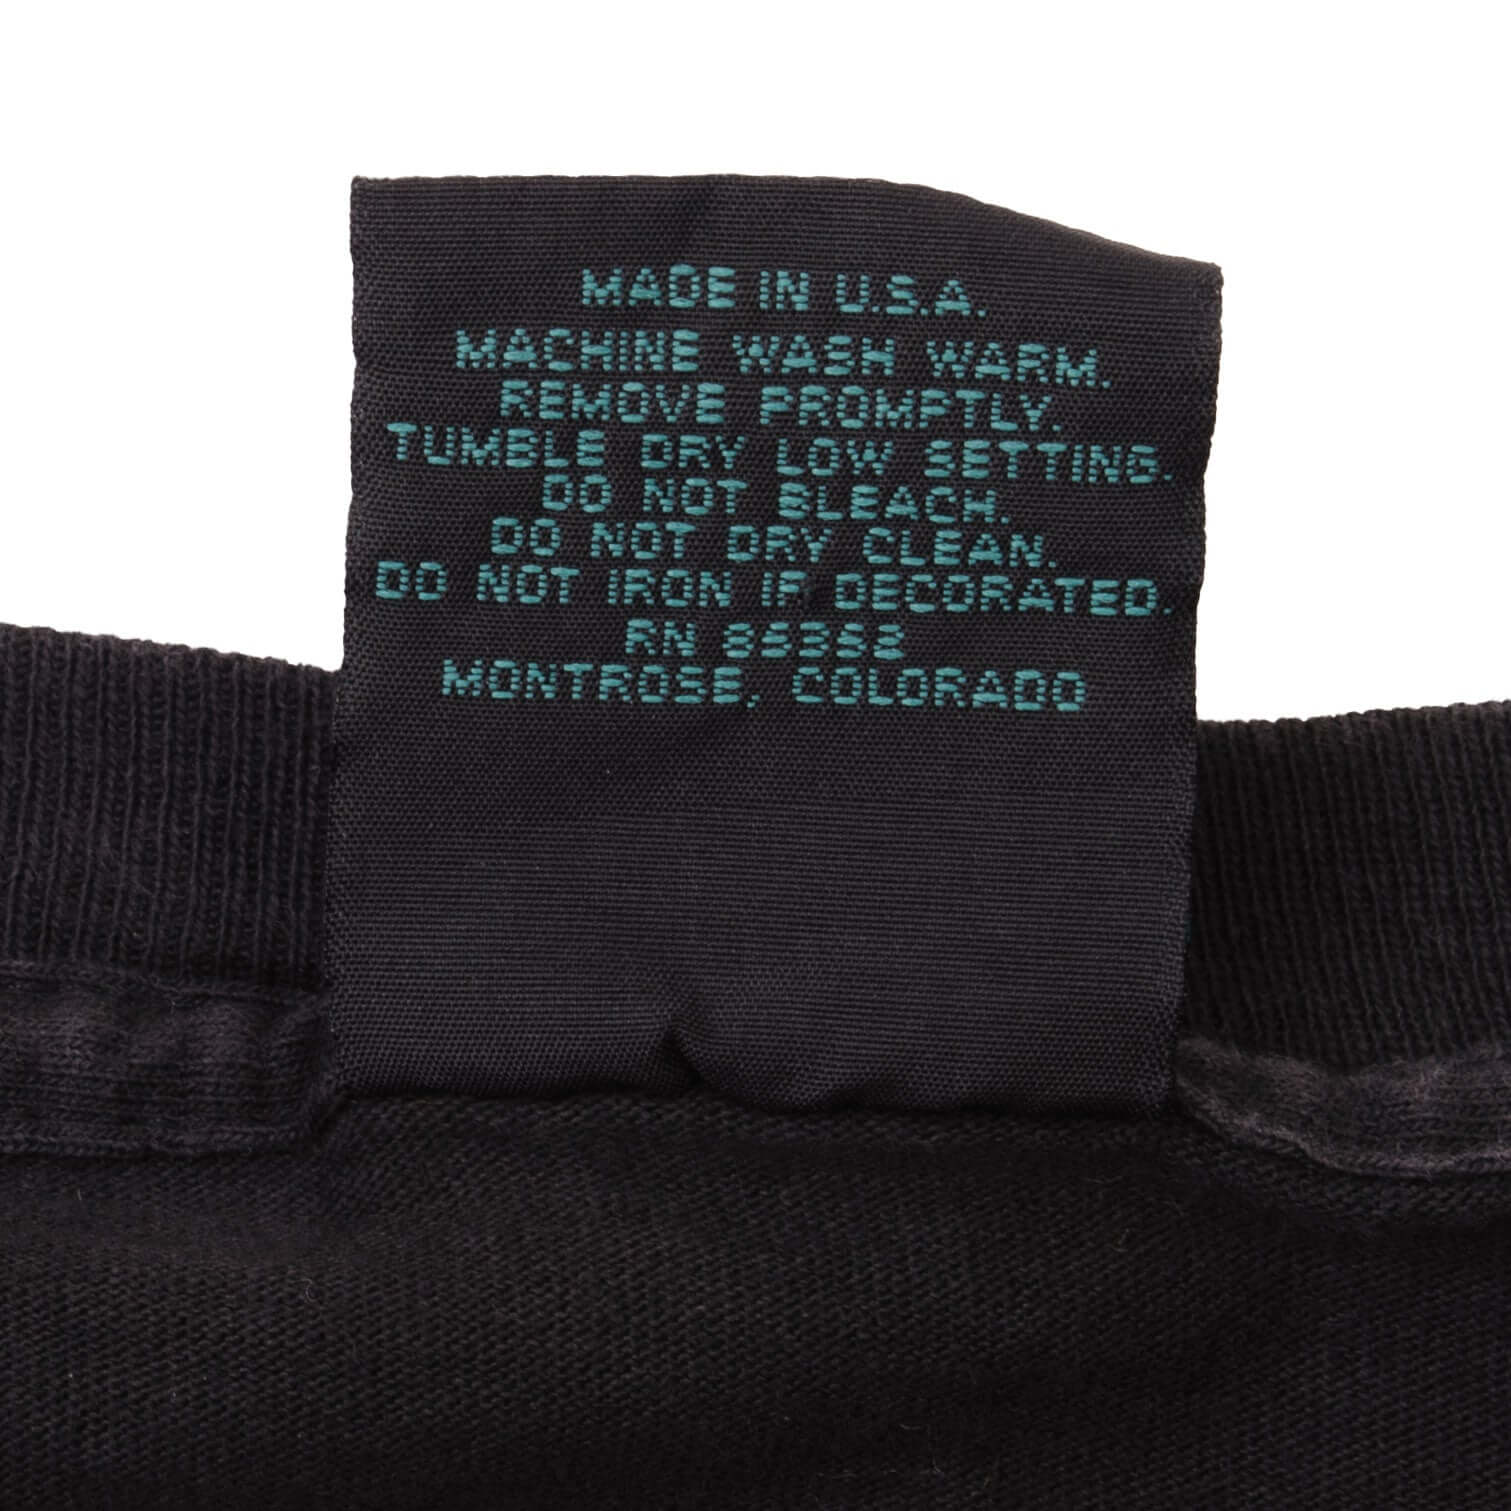 MADE IN U.S.A.
MACHINE WASH WARM.
REMOVE PROMPTLY.
TUMBLE DRY LOW SETTING.
DO NOT BLEACH.
DO NOT DRY CLEAN.
DO NOT IRON IF DECORATED.
RN
MONTROSE, COLORADO